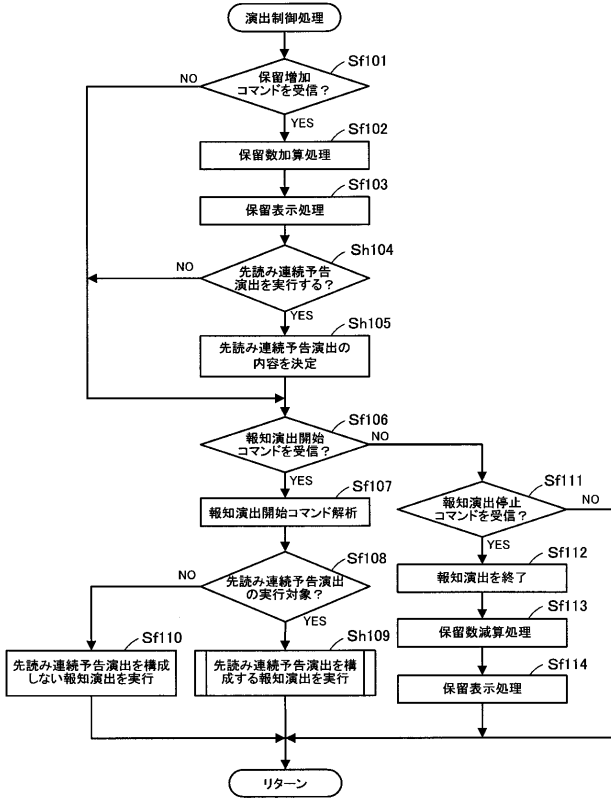 演出制御処理
Sf101
NO
保留増加
コマンドを受信？
YES
Sf102
保留数加算処理
Sf103
保留表示処理
Sh104
NO
先読み連続予告
演出を実行する？
YES
Sh105
先読み連続予告演出の
内容を決定
Sf106
報知演出開始
コマンドを受信？
NO
YES
Sf107
報知演出開始コマンド解析
Sf111
報知演出停止
コマンドを受信？
NO
YES
Sf108
NO
先読み連続予告演出
の実行対象？
YES
Sf112
報知演出を終了
Sf113
保留数減算処理
Sf110
先読み連続予告演出を構成
しない報知演出を実行
Sh109
先読み連続予告演出を構
成する報知演出を実行
Sf114
保留表示処理
リターン